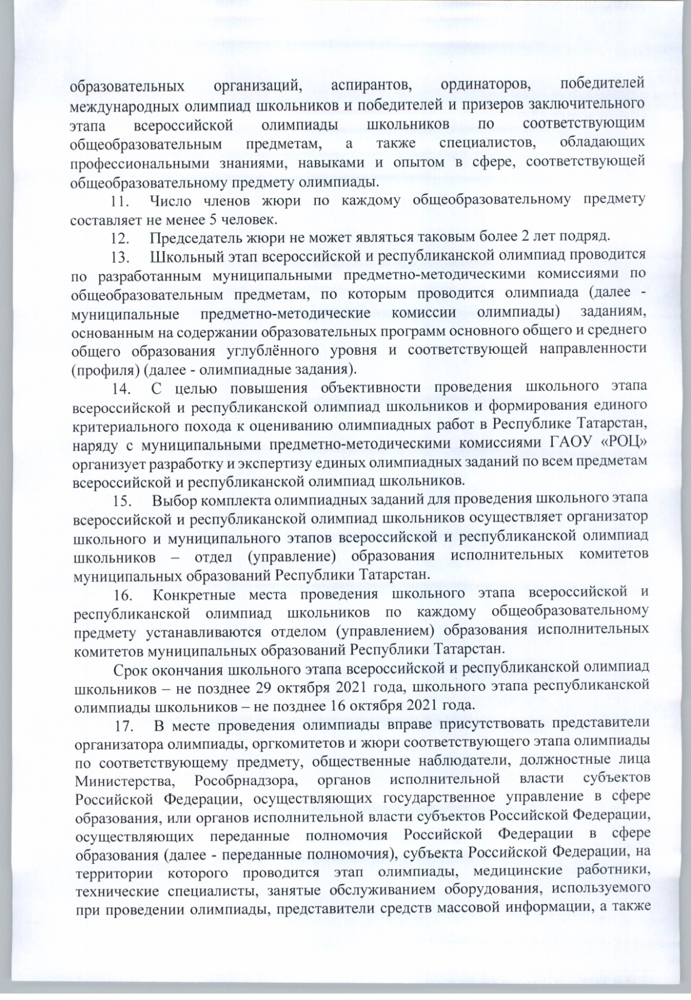 образовательных организаций, аспирантов, ординаторов, победителей
международных олимпиад школьников и победителей и призеров заключительного
этапа всероссийской олимпиады школьников по соответствующим
общеобразовательным предметам, а также специалистов, обладающих
профессиональными знаниями, навыками и опытом в сфере, соответствующей
общеобразовательному предмету олимпиады.
11. Число членов жюри по каждому общеобразовательному предмету
составляет не менее 5 человек.
12. Председатель жюри не может являться таковым более 2 лет подряд.
13. Школьный этап всероссийской и республиканской олимпиад проводится
по разработанным муниципальными предметно-методическими комиссиями по
общеобразовательным предметам, по которым проводится олимпиада (далее -
муниципальные предметно-методические комиссии олимпиады) заданиям,
основанным на содержании образовательных программ основного общего и среднего
общего образования углублённого уровня и соответствующей направленности
(профиля) (далее - олимпиадные задания).
14. С целью повышения объективности проведения школьного этапа
всероссийской и республиканской олимпиад школьников и формирования единого
критериального похода к оцениванию олимпиадных работ в Республике Татарстан,
наряду с муниципальными предметно-методическими комиссиями ГАОУ «РОЦ»
организует разработку и экспертизу единых олимпиадных заданий по всем предметам
всероссийской и республиканской олимпиад школьников.
15. Выбор комплекта олимпиадных заданий для проведения школьного этапа
всероссийской и республиканской олимпиад школьников осуществляет организатор
школьного и муниципального этапов всероссийской и республиканской олимпиад
школьников – отдел (управление) образования исполнительных комитетов
муниципальных образований Республики Татарстан.
16. Конкретные места проведения школьного этапа всероссийской и
республиканской олимпиад школьников по каждому общеобразовательному
предмету устанавливаются отделом (управлением) образования исполнительных
комитетов муниципальных образований Республики Татарстан.
Срок окончания школьного этапа всероссийской и республиканской олимпиад
школьников – не позднее 29 октября 2021 года, школьного этапа республиканской
олимпиады школьников – не позднее 16 октября 2021 года.
17. В месте проведения олимпиады вправе присутствовать представители
организатора олимпиады, оргкомитетов и жюри соответствующего этапа олимпиады
по соответствующему предмету, общественные наблюдатели, должностные лица
Министерства, Рособрнадзора, органов исполнительной власти субъектов
Российской Федерации, осуществляющих государственное управление в сфере
образования, или органов исполнительной власти субъектов Российской Федерации,
осуществляющих переданные полномочия Российской Федерации в сфере
образования (далее - переданные полномочия), субъекта Российской Федерации, на
территории которого проводится этап олимпиады, медицинские работники,
технические специалисты, занятые обслуживанием оборудования, используемого
при проведении олимпиады, представители средств массовой информации, а также